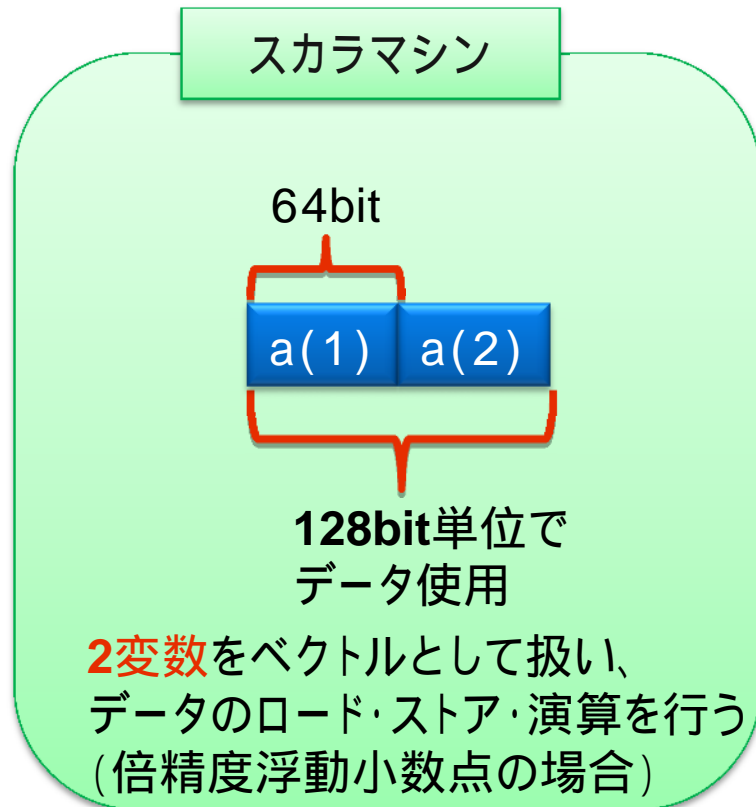 スカラマシン
64bit
a(1) a(2)
128bit単位で
データ使用
2変数をベクトルとして扱い、
データのロード・ストア・演算を行う
(倍精度浮動小数点の場合)